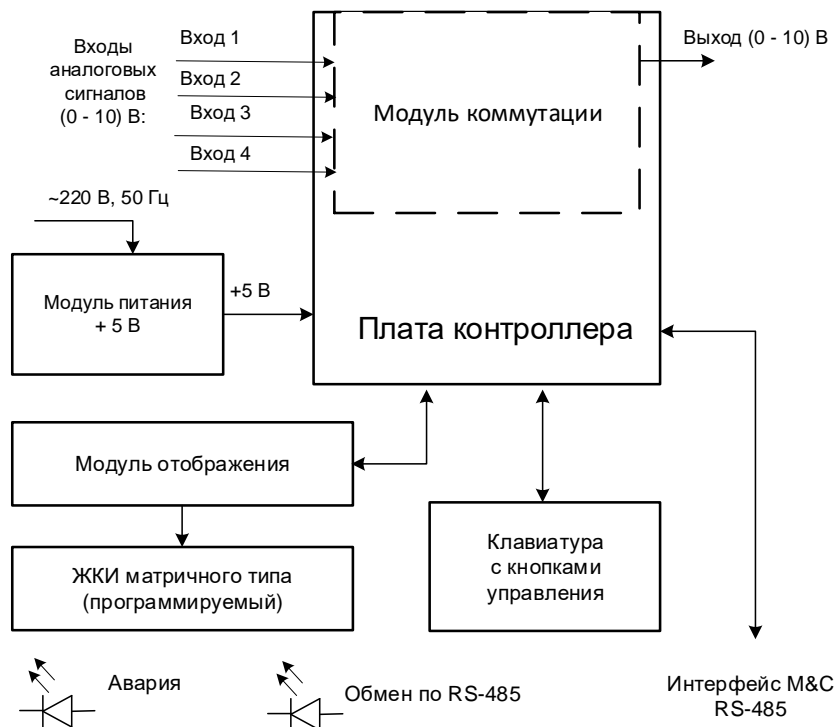 Входы
аналоговых
сигналов
(0 - 10) В:
Вход 1
Вход 2
Вход 3
Вход 4
Модуль коммутации
Выход (0 - 10) В
~220 В, 50 Гц
Модуль питания
+ 5 В
+5 В
Плата контроллера
Модуль отображения
ЖКИ матричного типа
(программируемый)
Клавиатура
с кнопками
управления
Авария
Обмен по RS-485
Интерфейс M&C
RS-485